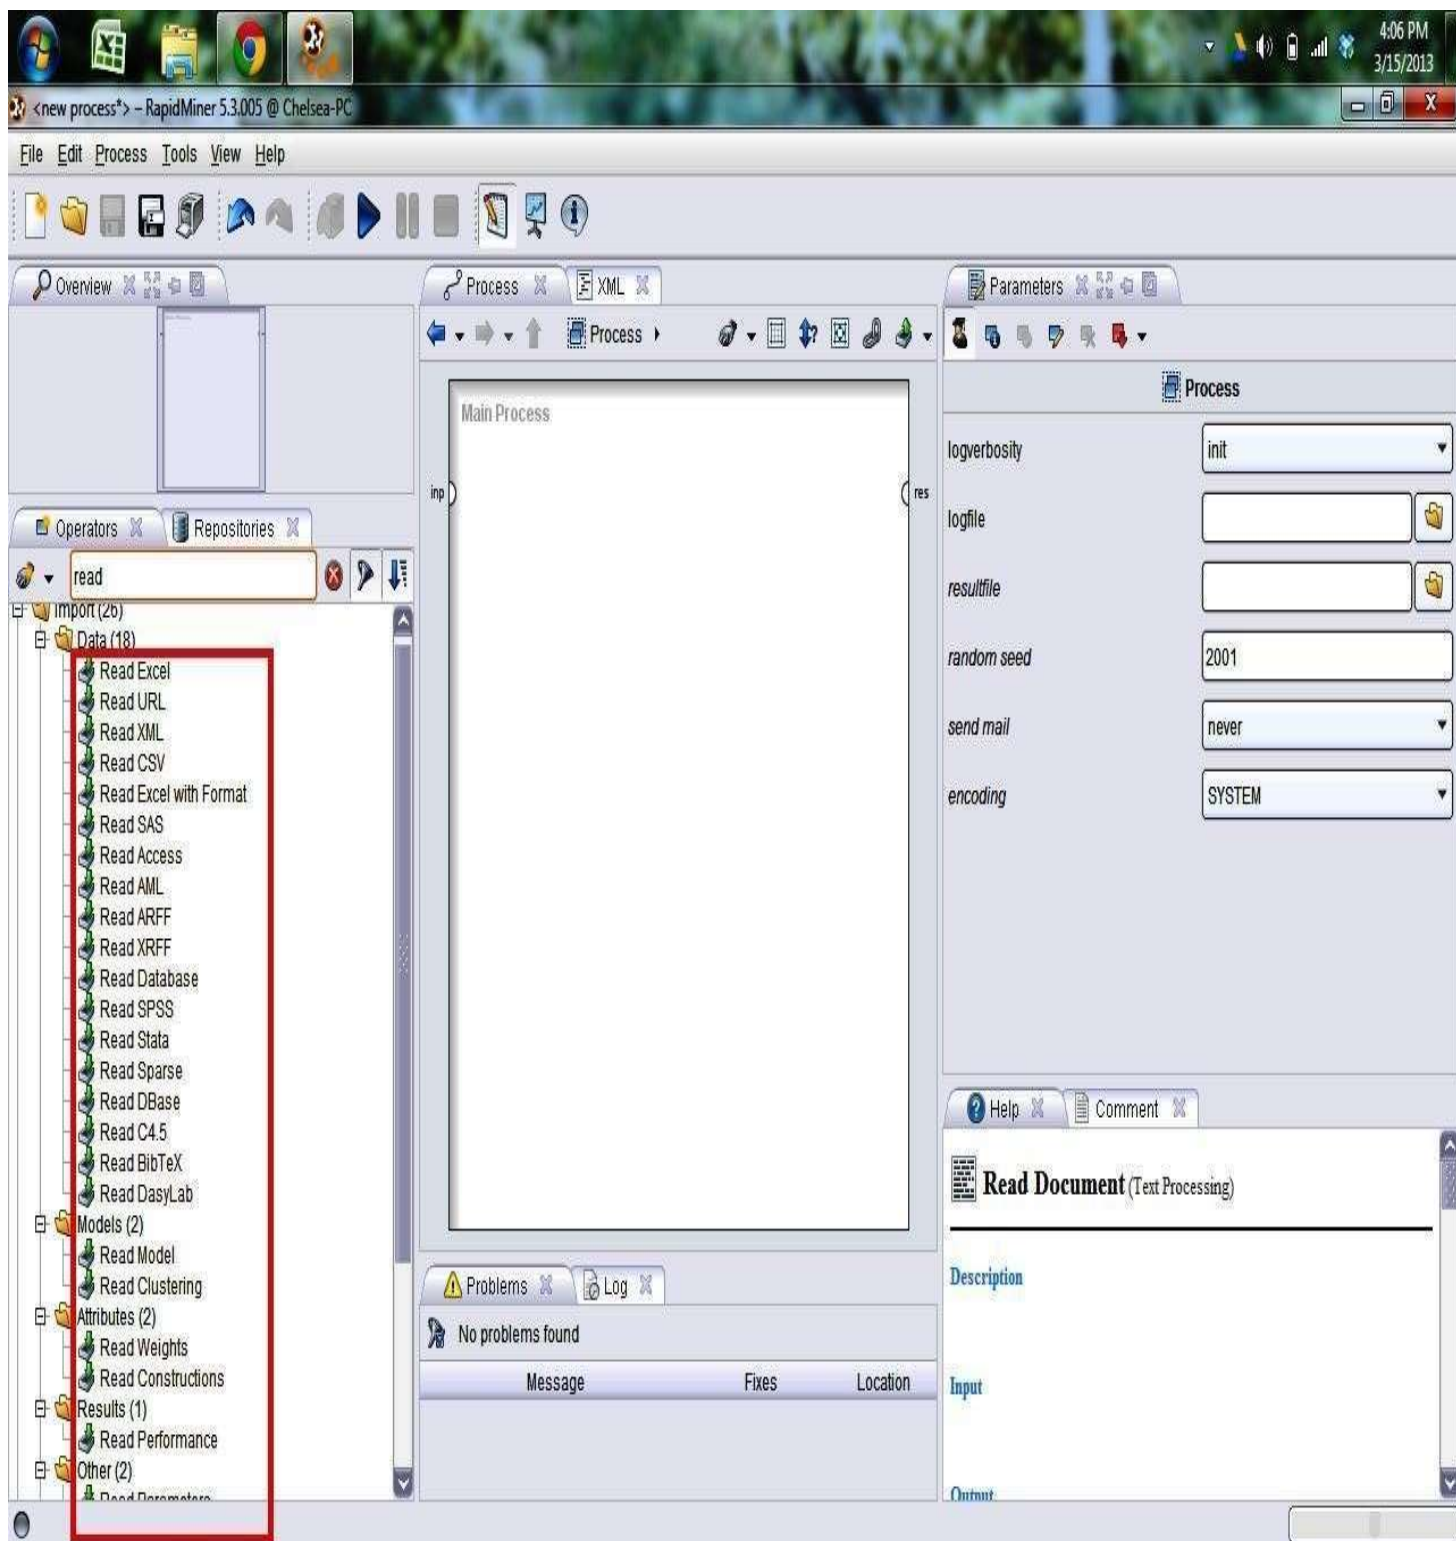 4:06 PM
3/15/2013
<new process*> – RapidMiner 5.3.005 @ Chelsea-PC
File Edit Process Tools View Help
Overview
Operators
Repositories
read
Import (26)
Data (18)
Read Excel
Read URL
Read XML
Read CSV
Read Excel with Format
Read SAS
Read Access
Read AML
Read ARFF
Read XRFF
Read Database
Read SPSS
Read Stata
Read Sparse
Read DBase
Read C4.5
Read BibTeX
Read DasyLab
Models (2)
Read Model
Read Clustering
Attributes (2)
Read Weights
Read Constructions
Results (1)
Read Performance
Other (2)
Read Parameters
Process
XML
Process
Main Process
inp
res
Problems
Log
No problems found
Message Fixes Location
Parameters
Process
logverbosity init
logfile
resultfile
random seed 2001
send mail never
encoding SYSTEM
Help
Comment
Read Document (Text Processing)
Description
Input
Output